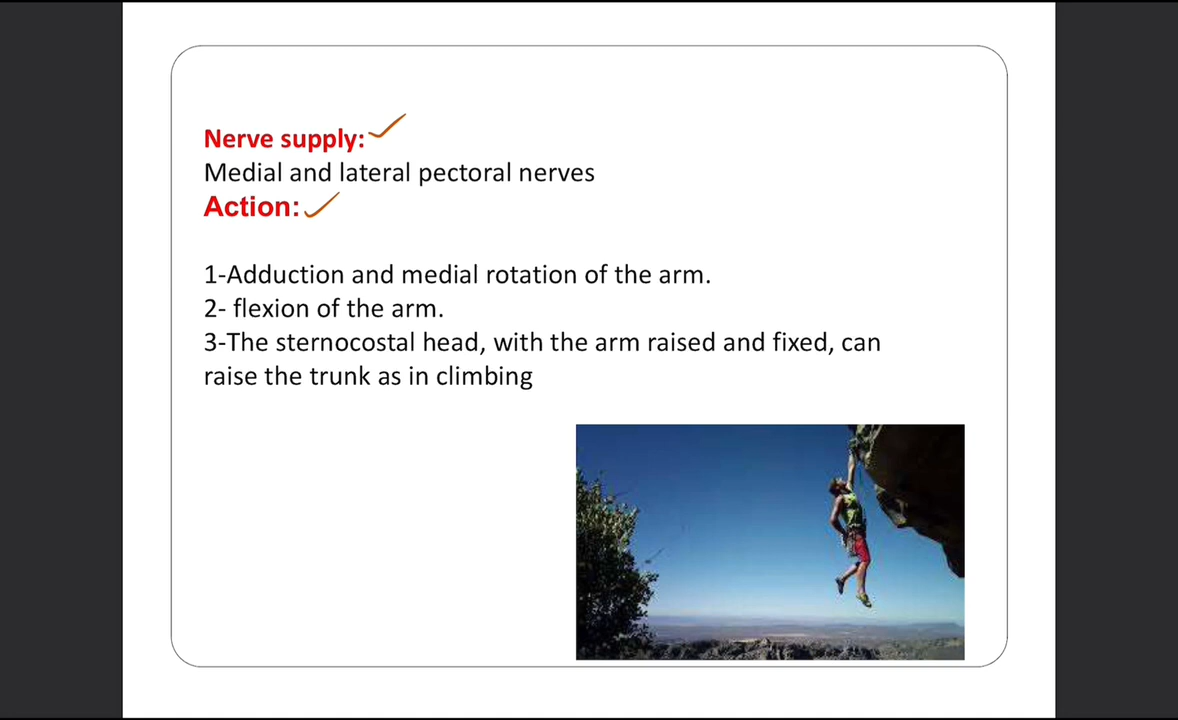 Nerve supply:
Medial and lateral pectoral nerves
Action:
1-Adduction and medial rotation of the arm.
2- flexion of the arm.
3-The sternocostal head, with the arm raised and fixed, can
raise the trunk as in climbing